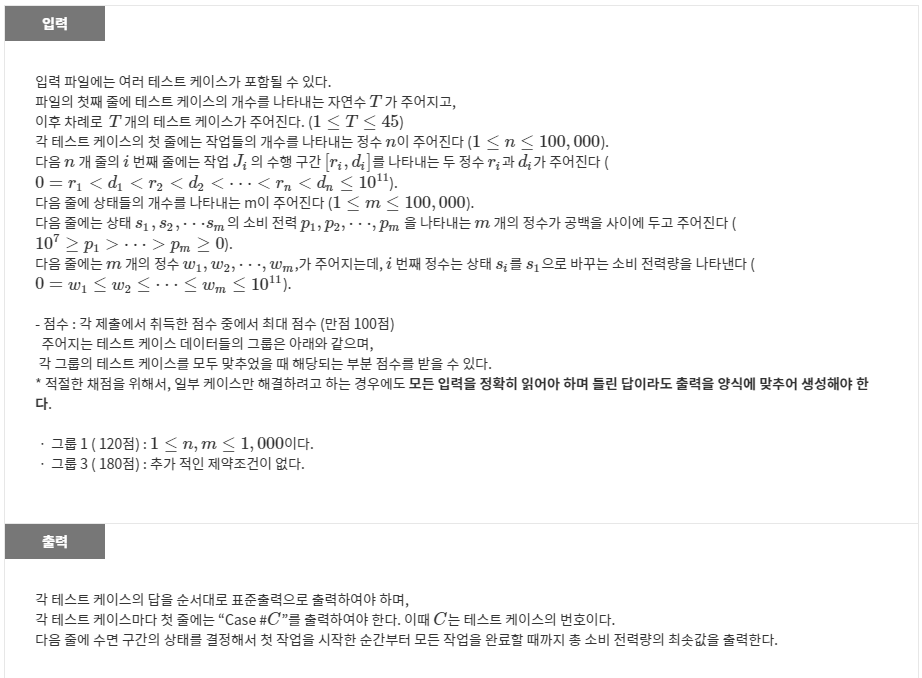 입력
입력 파일에는 여러 테스트 케이스가 포함될 수 있다.
파일의 첫째 줄에 테스트 케이스의 개수를 나타내는 자연수 T 가 주어지고,
이후 차례로 T 개의 테스트 케이스가 주어진다. (1 ≤ T ≤ 45)
각 테스트 케이스의 첫 줄에는 작업들의 개수를 나타내는 정수 n이 주어진다 (1 ≤ n ≤ 100,000).
다음 n 개 줄의 i 번째 줄에는 작업 J_i 의 수행 구간 [r_i, d_i]를 나타내는 두 정수 r_i과 d_i가 주어진다 (
0 = r_1 < d_1 < r_2 < d_2 < ··· < r_n < d_n ≤ 10^11).
다음 줄에 상태들의 개수를 나타내는 m이 주어진다 (1 ≤ m ≤ 100,000).
다음 줄에는 상태 s_1, s_2, ···s_m의 소비 전력 p_1, p_2, ···, p_m 을 나타내는 m 개의 정수가 공백을 사이에 두고 주어진다 (
10^7 ≥ p_1 > ··· > p_m ≥ 0).
다음 줄에는 m 개의 정수 w_1, w_2, ···, w_m,가 주어지는데, i 번째 정수는 상태 s_i를 s_1으로 바꾸는 소비 전력량을 나타낸다 (
0 = w_1 ≤ w_2 ≤ ··· ≤ w_m ≤ 10^11).
- 점수 : 각 제출에서 취득한 점수 중에서 최대 점수 (만점 100점)
주어지는 테스트 케이스 데이터들의 그룹은 아래와 같으며,
각 그룹의 테스트 케이스를 모두 맞추었을 때 해당되는 부분 점수를 받을 수 있다.
* 적절한 채점을 위해서, 일부 케이스만 해결하려고 하는 경우에도 모든 입력을 정확히 읽어야 하며 틀린 답이라도 출력을 양식에 맞추어 생성해야 한
다.
· 그룹 1 ( 120점) : 1 ≤ n, m ≤ 1,000이다.
· 그룹 3 ( 180점) : 추가 적인 제약조건이 없다.
출력
각 테스트 케이스의 답을 순서대로 표준출력으로 출력하여야 하며,
각 테스트 케이스마다 첫 줄에는 “Case #C”를 출력하여야 한다. 이때 C는 테스트 케이스의 번호이다.
다음 줄에 수면 구간의 상태를 결정해서 첫 작업을 시작한 순간부터 모든 작업을 완료할 때까지 총 소비 전력량의 최솟값을 출력한다.